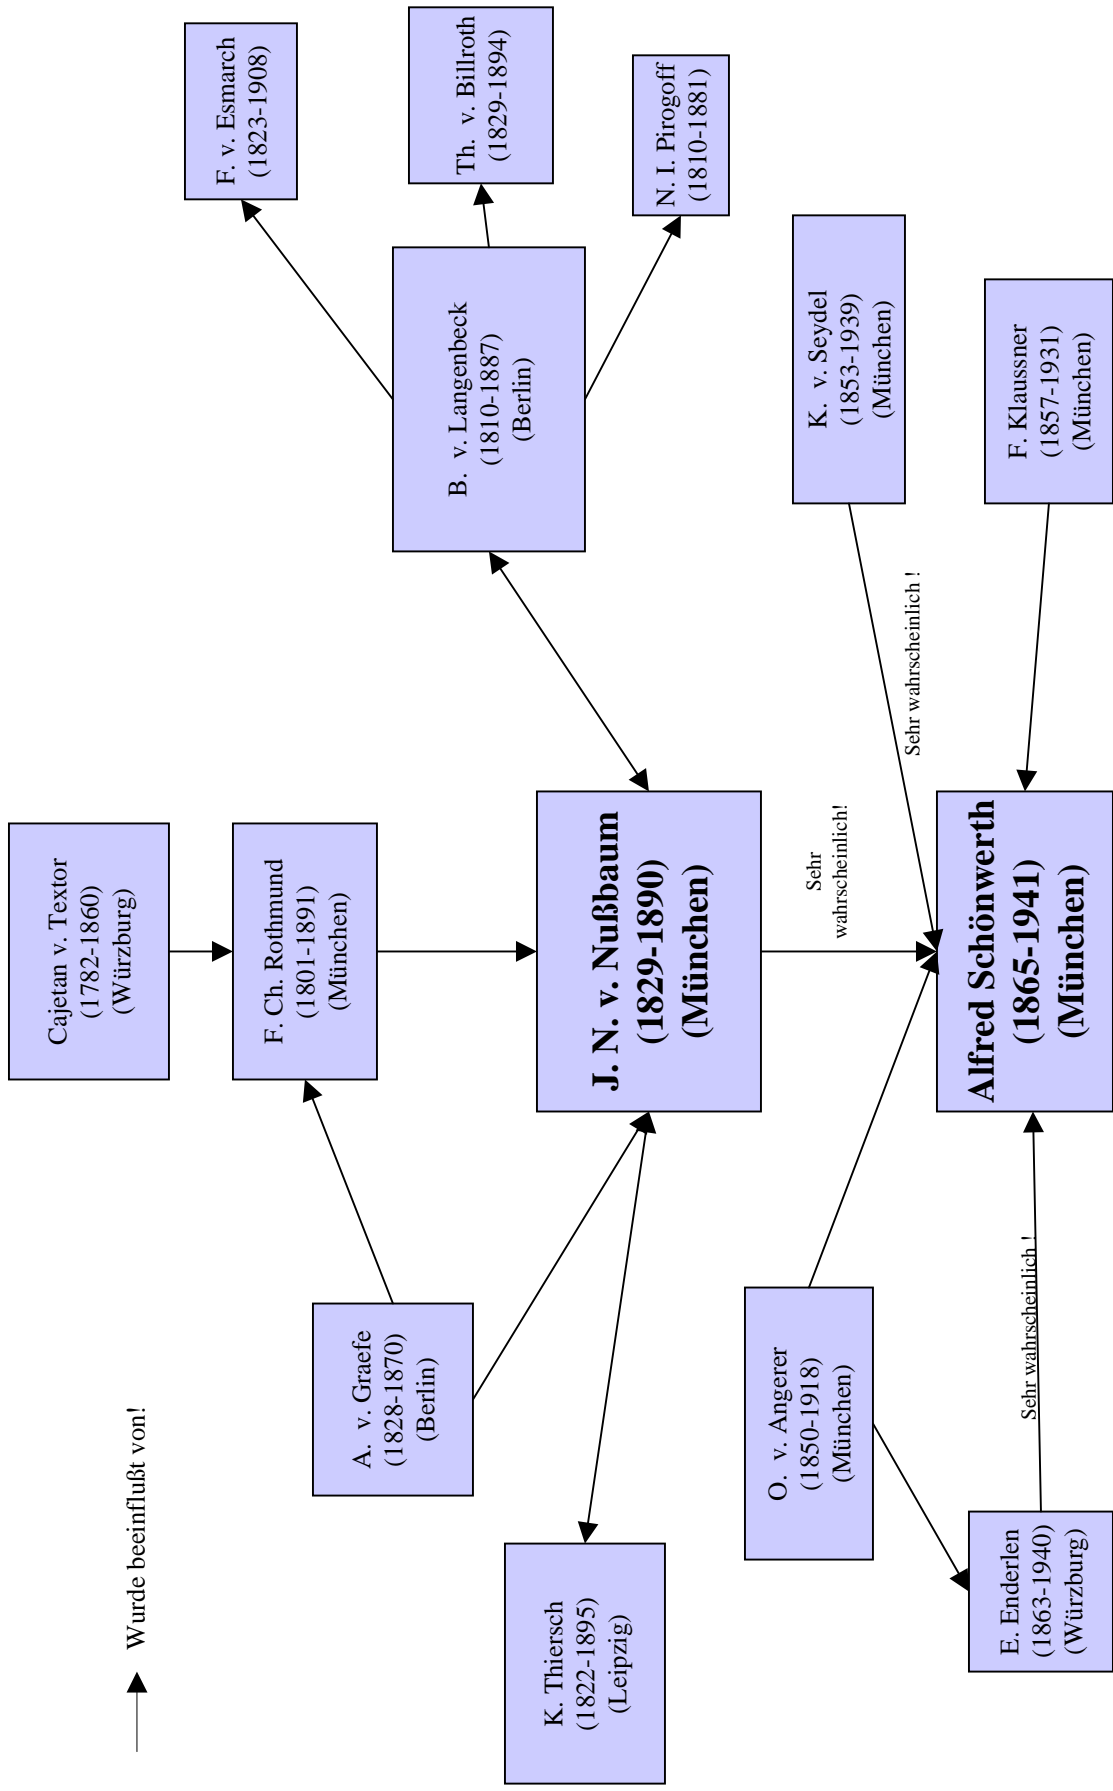 Wurde beeinflußt von!
Cajetan v. Textor
(1782-1860)
(Würzburg)
F. Ch. Rothmund
(1801-1891)
(München)
A. v. Graefe
(1828-1870)
(Berlin)
K. Thiersch
(1822-1895)
(Leipzig)
J. N. v. Nußbaum
(1829-1890)
(München)
B. v. Langenbeck
(1810-1887)
(Berlin)
F. v. Esmarch
(1823-1908)
Th. v. Billroth
(1829-1894)
N. I. Pirogoff
(1810-1881)
O. v. Angerer
(1850-1918)
(München)
Sehr
wahrscheinlich!
K. v. Seydel
(1853-1939)
(München)
Sehr wahrscheinlich !
E. Enderlen
(1863-1940)
(Würzburg)
Sehr wahrscheinlich !
Alfred Schönwerth
(1865-1941)
(München)
F. Klaussner
(1857-1931)
(München)